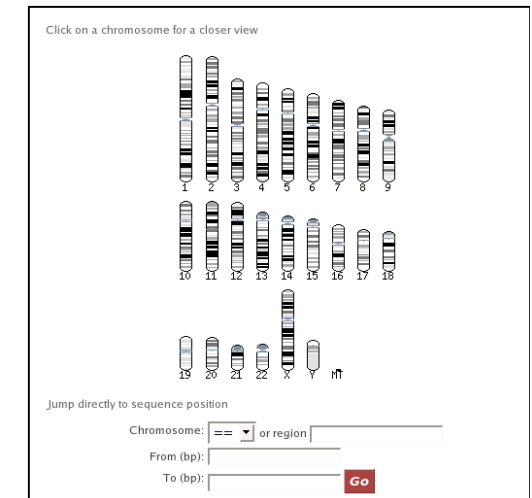 Click on a chromosome for a closer view
1 2 3 4 5 6 7 8 9
10 11 12 13 14 15 16 17 18
19 20 21 22 X Y MT
Jump directly to sequence position
Chromosome: == or region
From (bp):
To (bp): Go